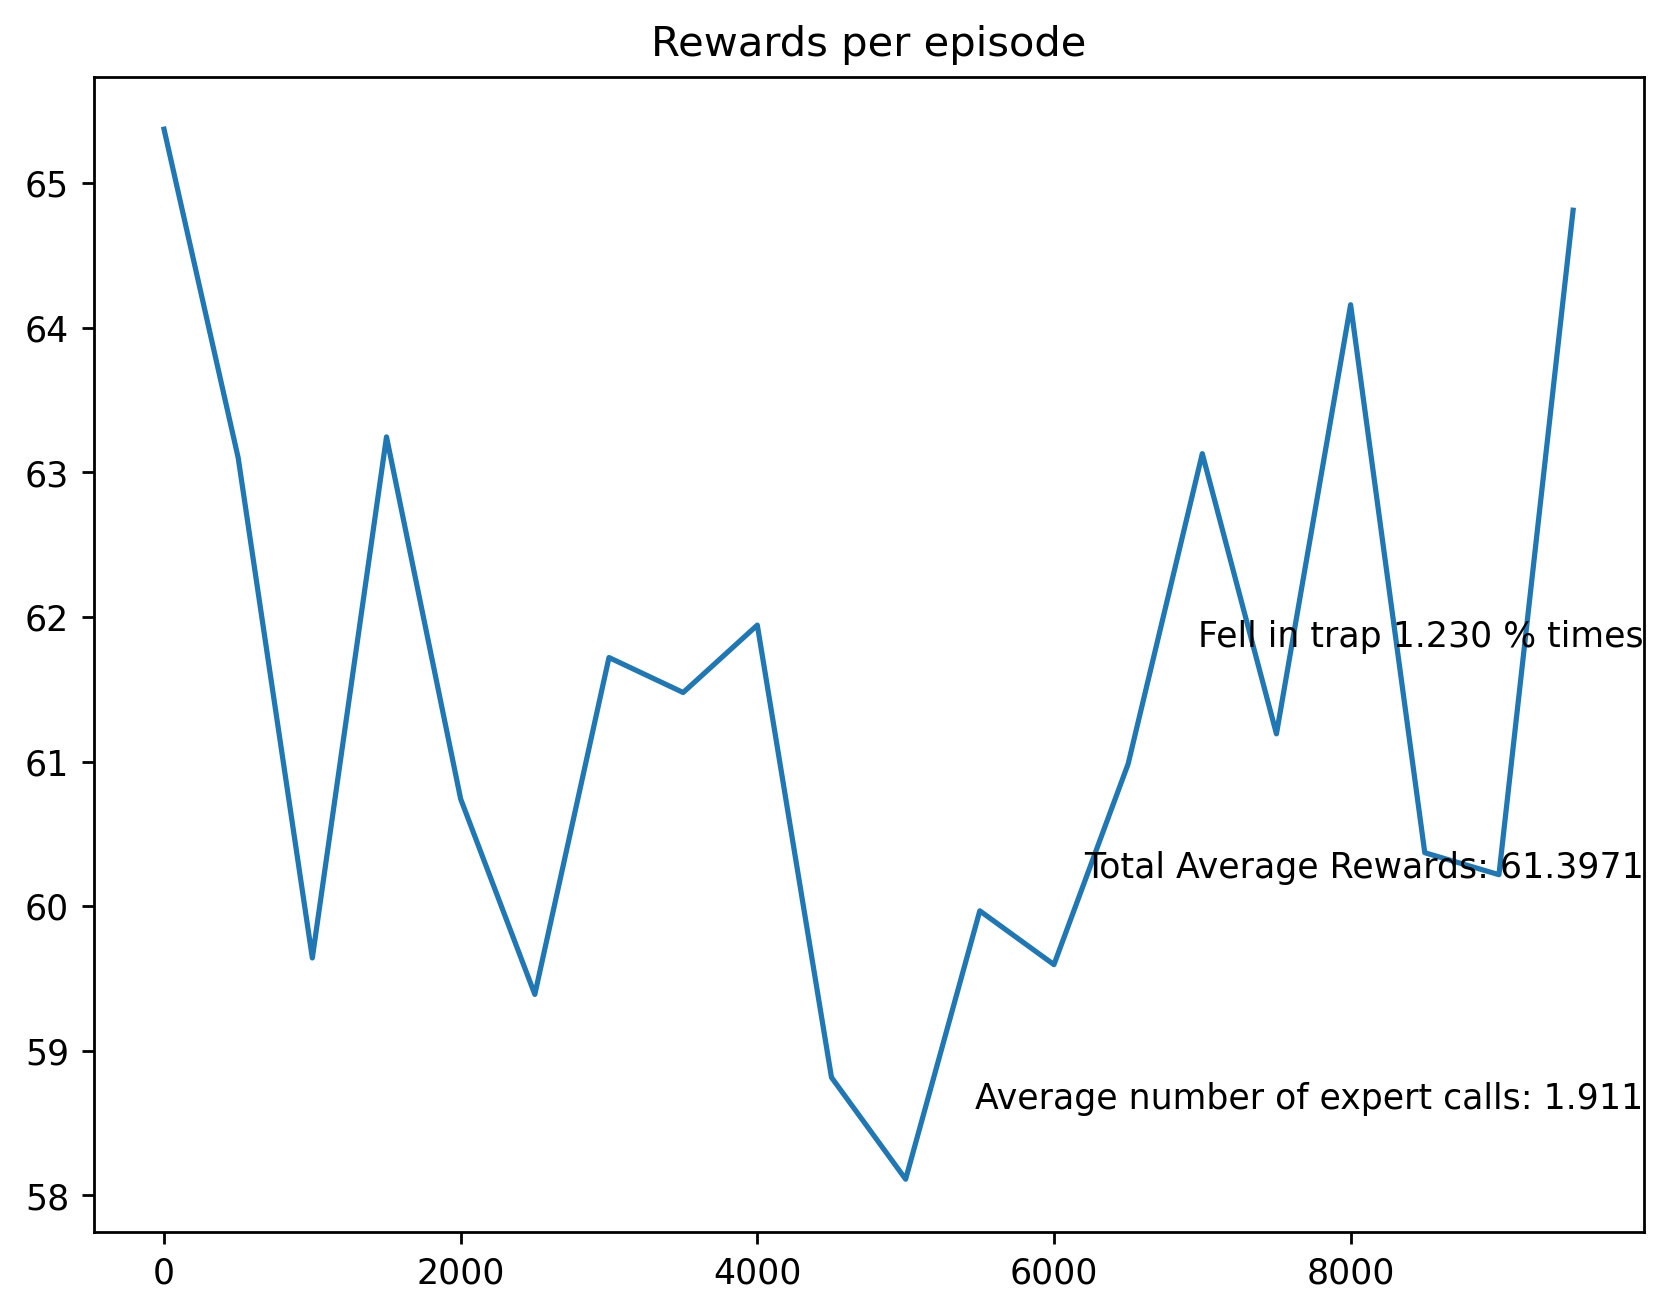 Rewards per episode
65
64
63
62
61
60
59
58
Fell in trap 1.230 % times
Total Average Rewards: 61.3971
Average number of expert calls: 1.911
0 2000 4000 6000 8000